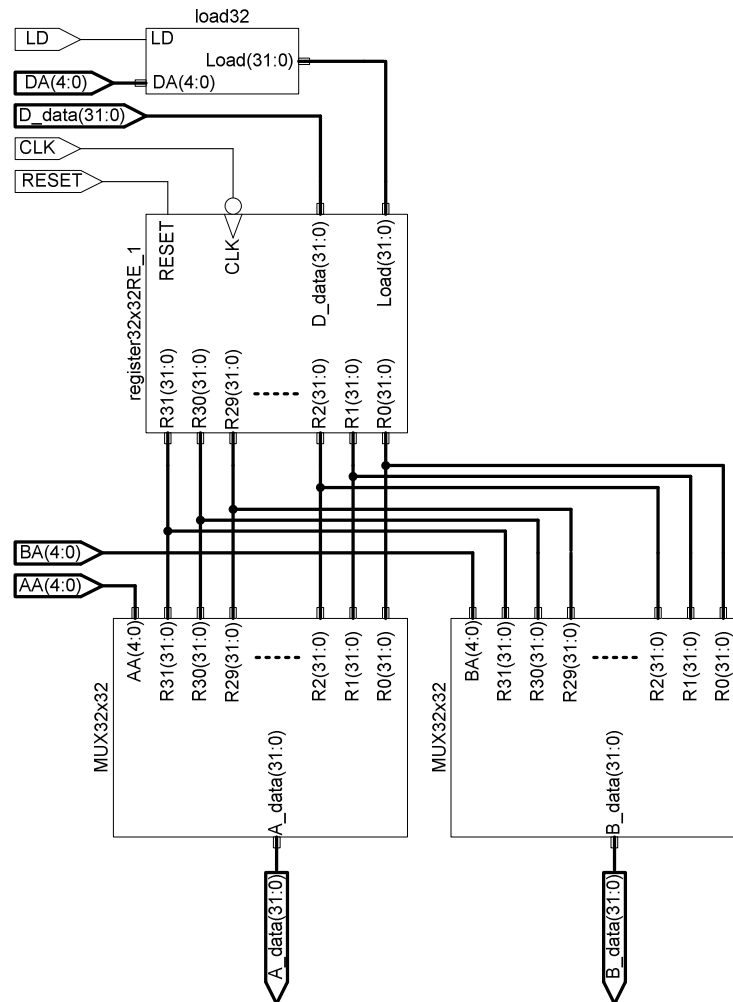 load32
LD
LD
Load(31:0)
DA(4:0)
DA(4:0)
D_data(31:0)
CLK
RESET
register32x32RE_1
RESET
CLK
D_data(31:0)
Load(31:0)
R31(31:0)
R30(31:0)
R29(31:0)
R2(31:0)
R1(31:0)
R0(31:0)
BA(4:0)
AA(4:0)
MUX32x32
AA(4:0)
R31(31:0)
R30(31:0)
R29(31:0)
R2(31:0)
R1(31:0)
R0(31:0)
A_data(31:0)
A_data(31:0)
MUX32x32
BA(4:0)
R31(31:0)
R30(31:0)
R29(31:0)
R2(31:0)
R1(31:0)
R0(31:0)
B_data(31:0)
B_data(31:0)